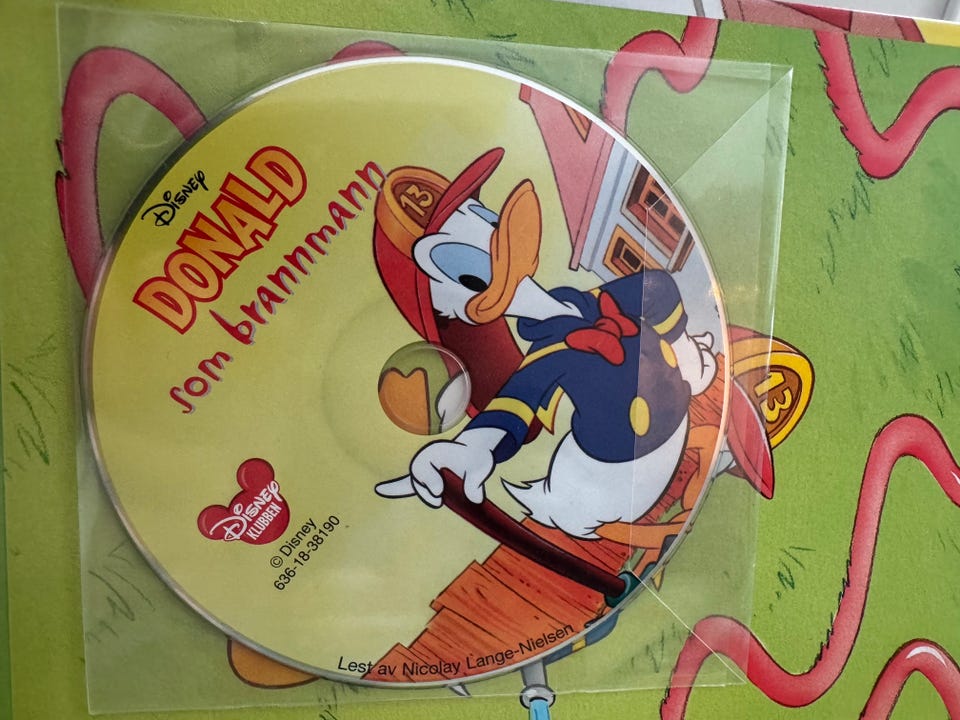 Disney
DONALD
som brannmann
13
13
Disney
KLUBBEN
© Disney
636-18-38190
Lest av Nicolay Lange-Nielsen